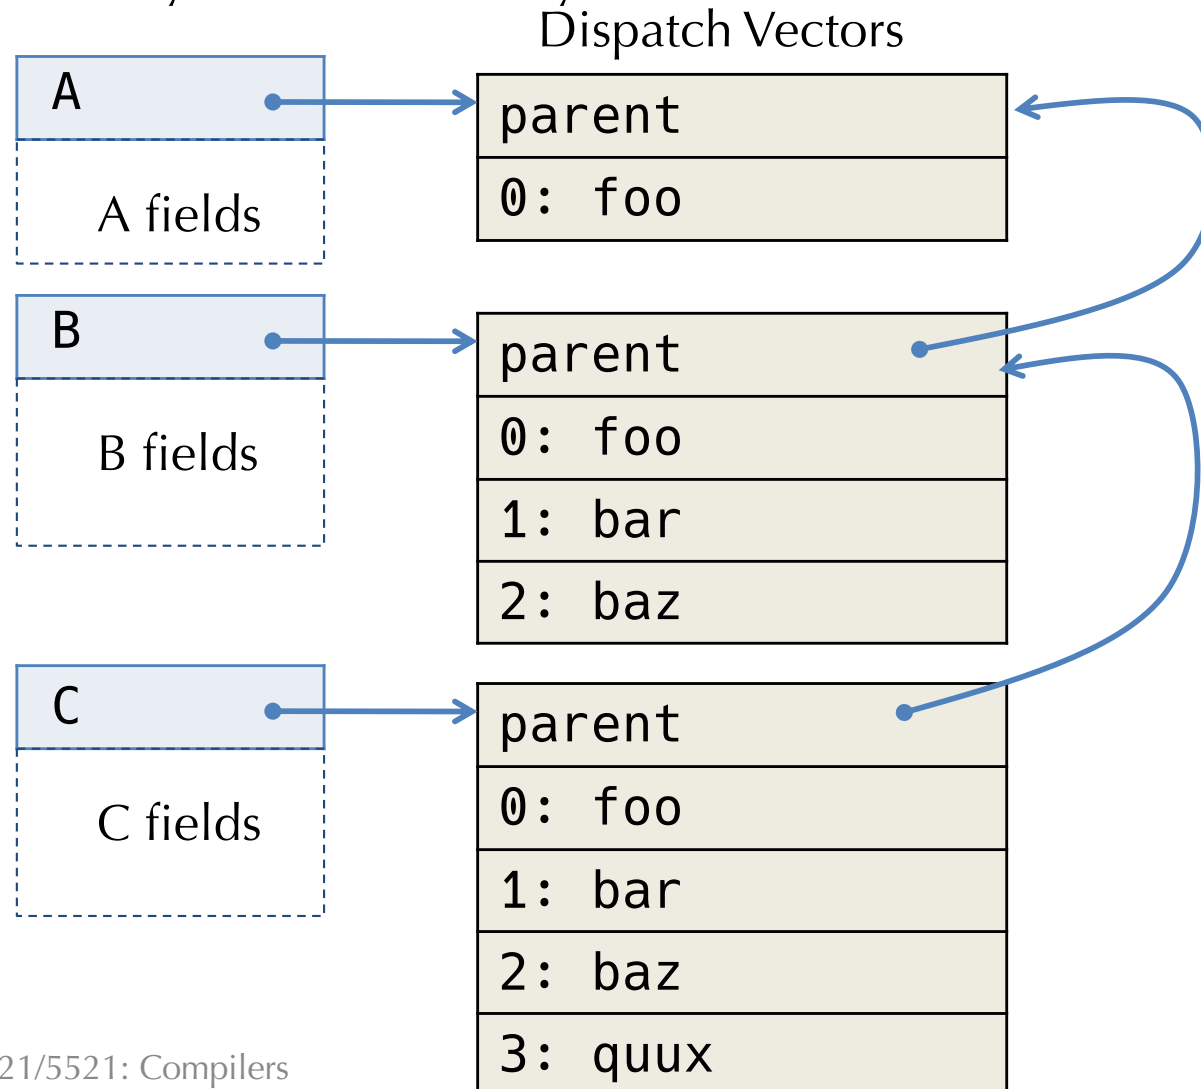 Dispatch Vectors
A
A fields
parent
0: foo
B
B fields
parent
0: foo
1: bar
2: baz
C
C fields
parent
0: foo
1: bar
2: baz
3: quux
21/5521: Compilers